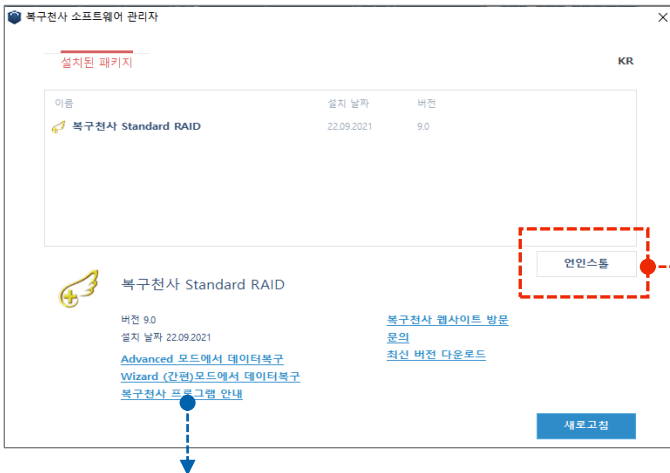 복구천사 소프트웨어 관리자
설치된 패키지
KR
이름 설치 날짜 버전
복구천사 Standard RAID 22.09.2021 9.0
언인스톨
복구천사 Standard RAID
버전 9.0
설치 날짜 22.09.2021
Advanced 모드에서 데이터복구
Wizard (간편)모드에서 데이터복구
복구천사 프로그램 안내
복구천사 웹사이트 방문
문의
최신 버전 다운로드
새로고침